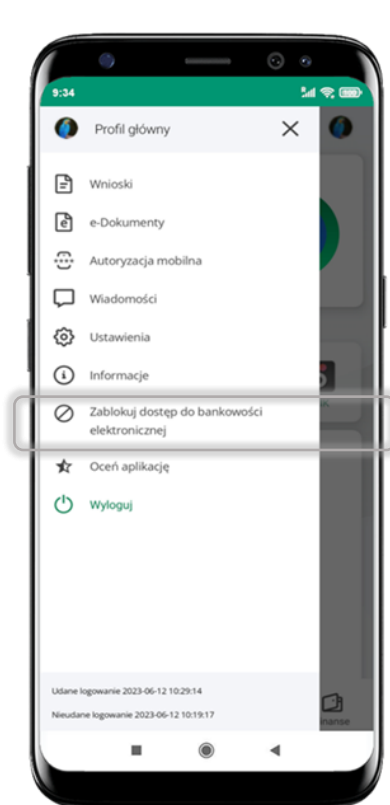 9:34
Profil główny
Wnioski
e-Dokumenty
Autoryzacja mobilna
Wiadomości
Ustawienia
Informacje
Zablokuj dostęp do bankowości
elektronicznej
Oceń aplikację
Wyloguj
Udane logowanie 2023-06-12 10:29:14
Nieudane logowanie 2023-06-12 10:19:17
inanse